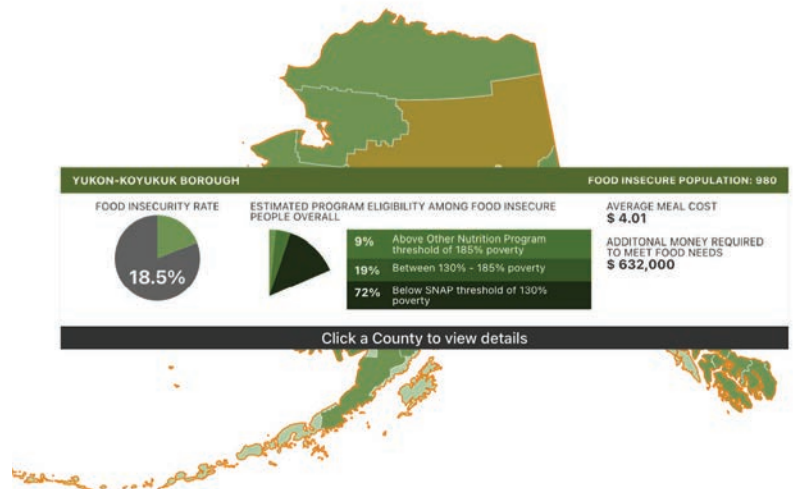 YUKON-KOYUKUK BOROUGH
FOOD INSECURE POPULATION: 980
FOOD INSECURITY RATE
18.5%
ESTIMATED PROGRAM ELIGIBILITY AMONG FOOD INSECURE
PEOPLE OVERALL
9% Above Other Nutrition Program
threshold of 185% poverty
19% Between 130% - 185% poverty
72% Below SNAP threshold of 130%
poverty
AVERAGE MEAL COST
$ 4.01
ADDITONAL MONEY REQUIRED
TO MEET FOOD NEEDS
$ 632,000
Click a County to view details